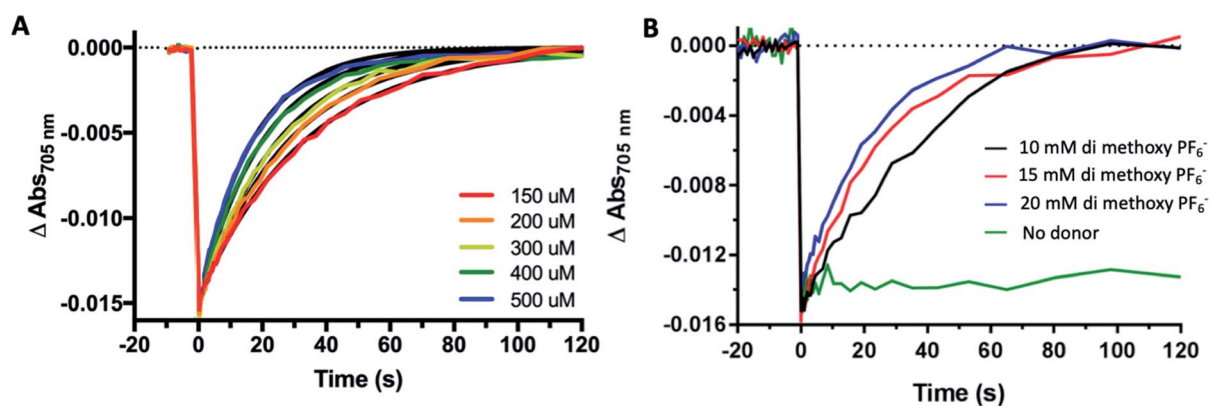 A
Δ Abs705 nm
0.000
-0.005
-0.010
-0.015
150 uM
200 uM
300 uM
400 uM
500 uM
-20 0 20 40 60 80 100 120
Time (s)
B
Δ Abs705 nm
0.000
-0.004
-0.008
-0.012
-0.016
10 mM di methoxy PF6-
15 mM di methoxy PF6-
20 mM di methoxy PF6-
No donor
-20 0 20 40 60 80 100 120
Time (s)